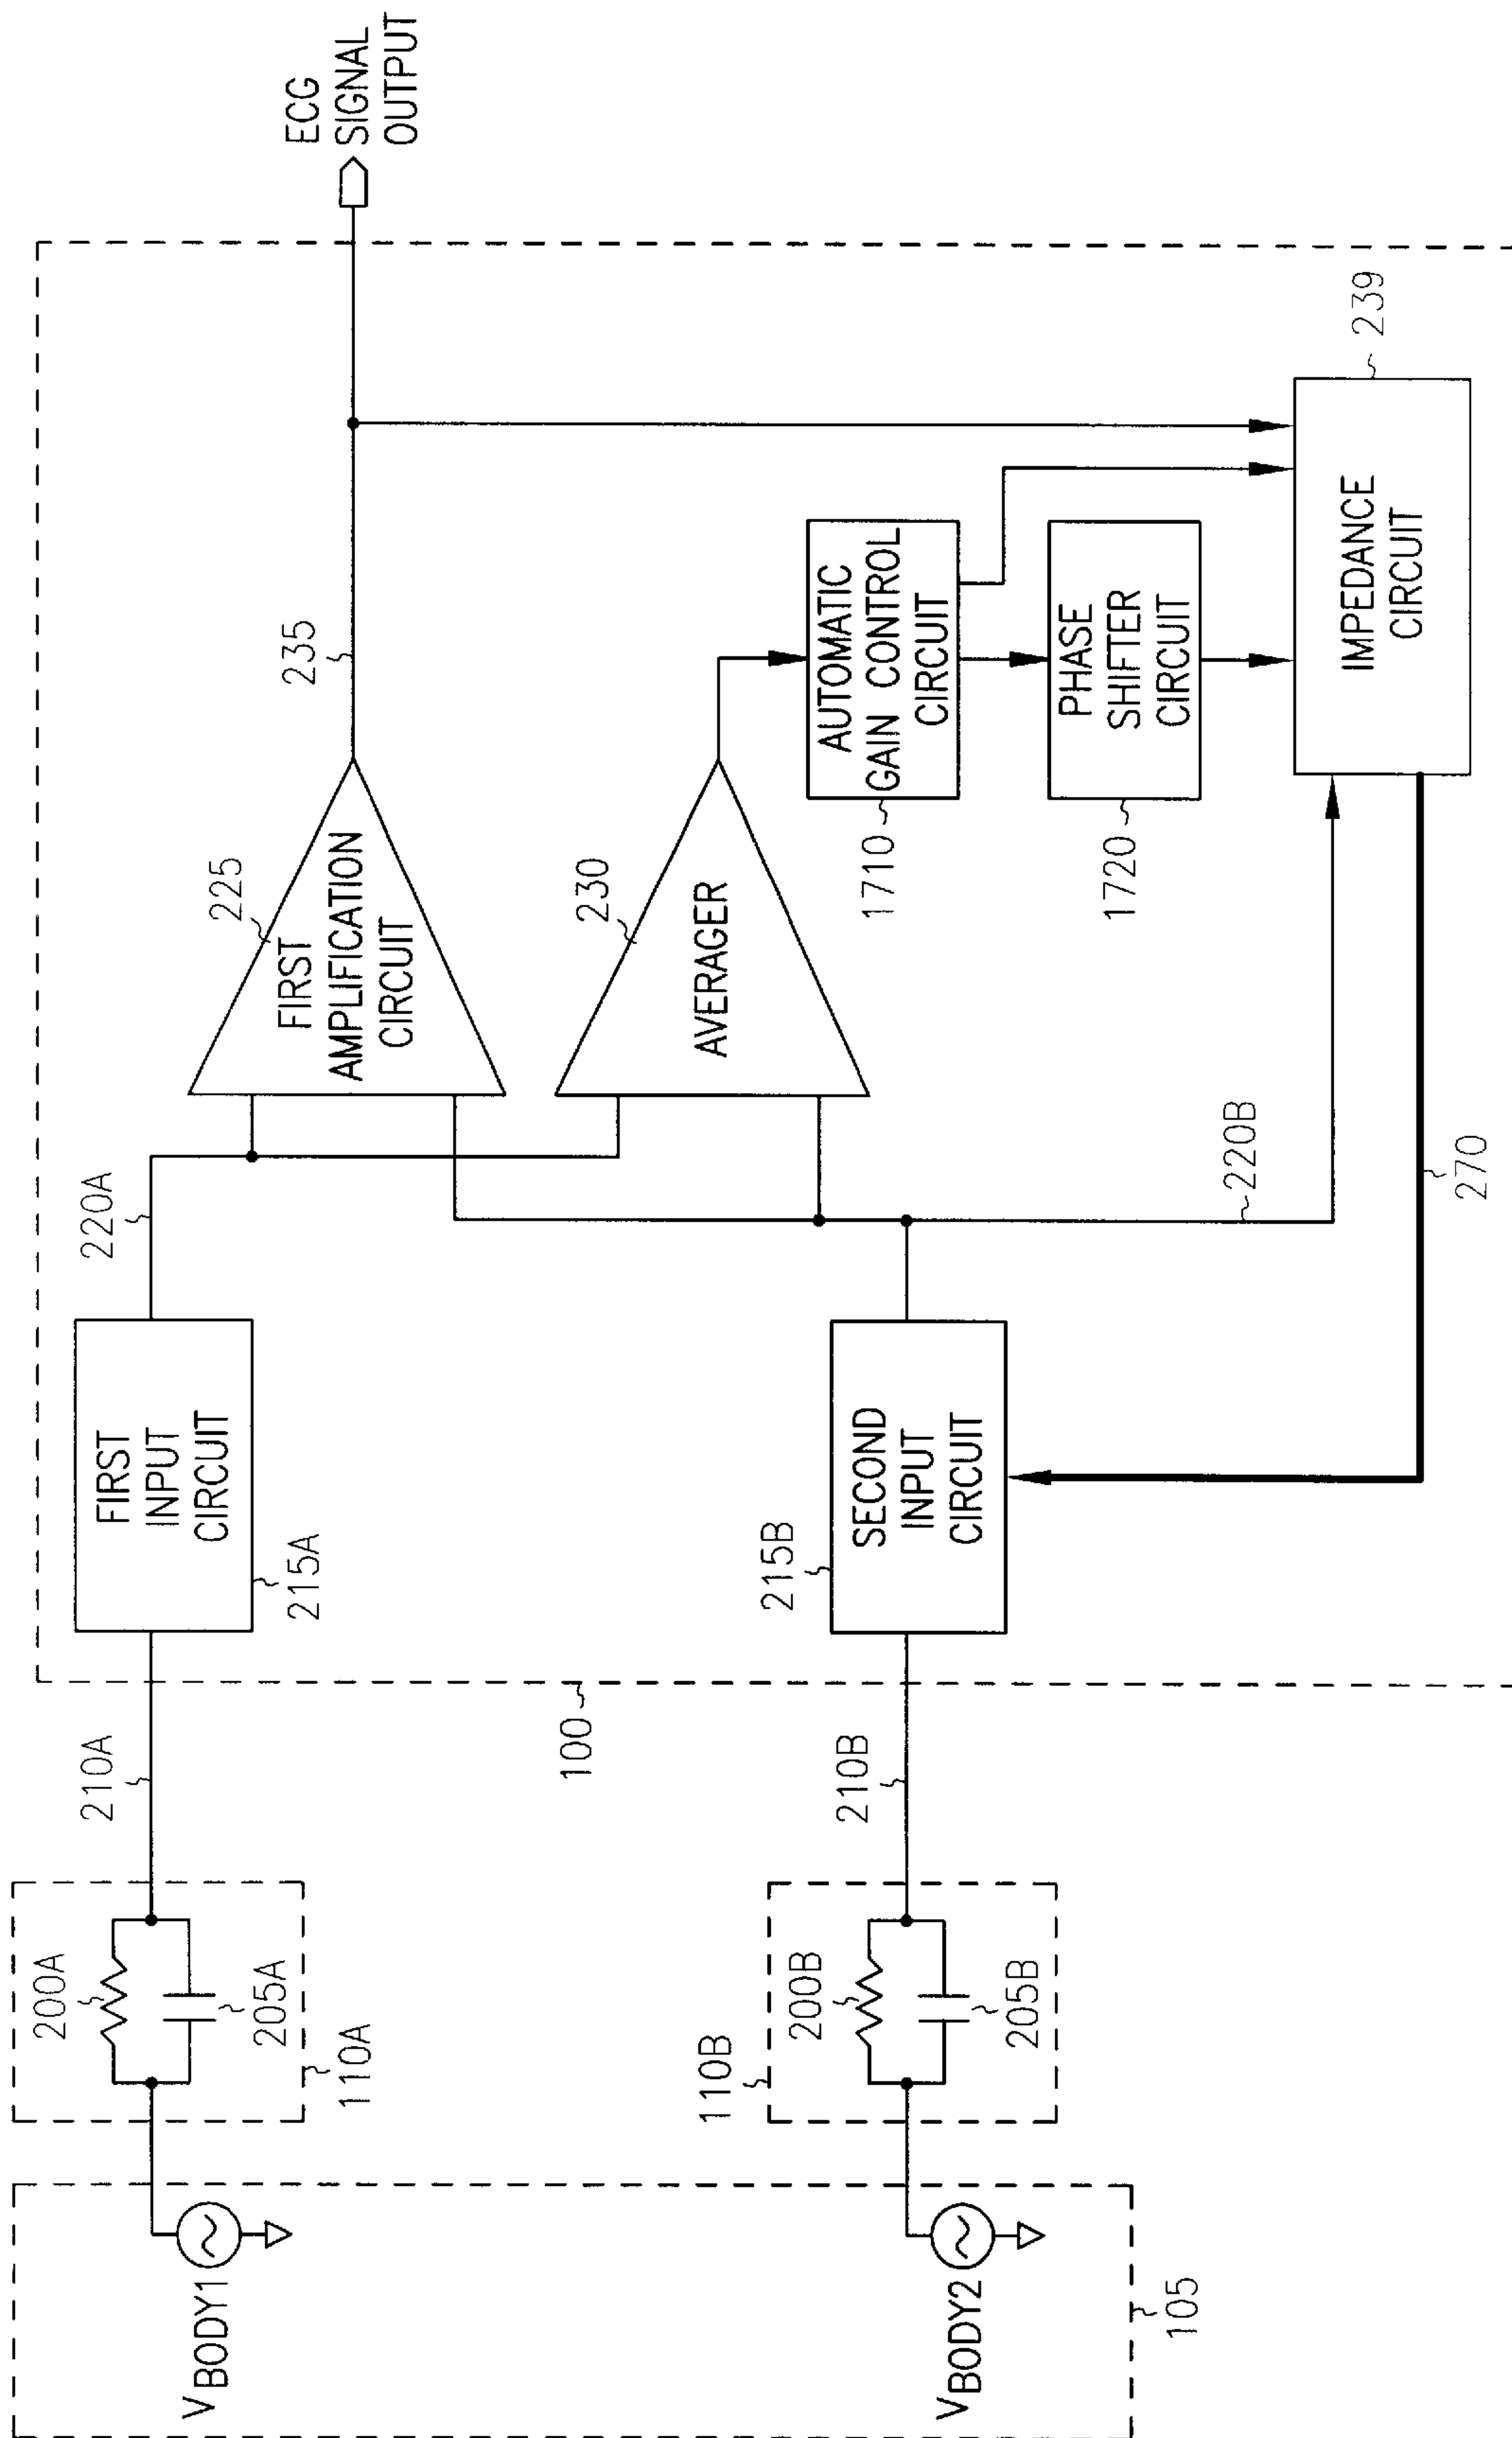 V BODY1
V BODY2
105
200A
205A
110A
110B
200B
205B
210A
210B
100
FIRST
INPUT
CIRCUIT
215A
215B
SECOND
INPUT
CIRCUIT
220A
220B
270
225
FIRST
AMPLIFICATION
CIRCUIT
230
AVERAGER
235
1710
AUTOMATIC
GAIN CONTROL
CIRCUIT
1720
PHASE
SHIFTER
CIRCUIT
IMPEDANCE
CIRCUIT
239
ECG
SIGNAL
OUTPUT